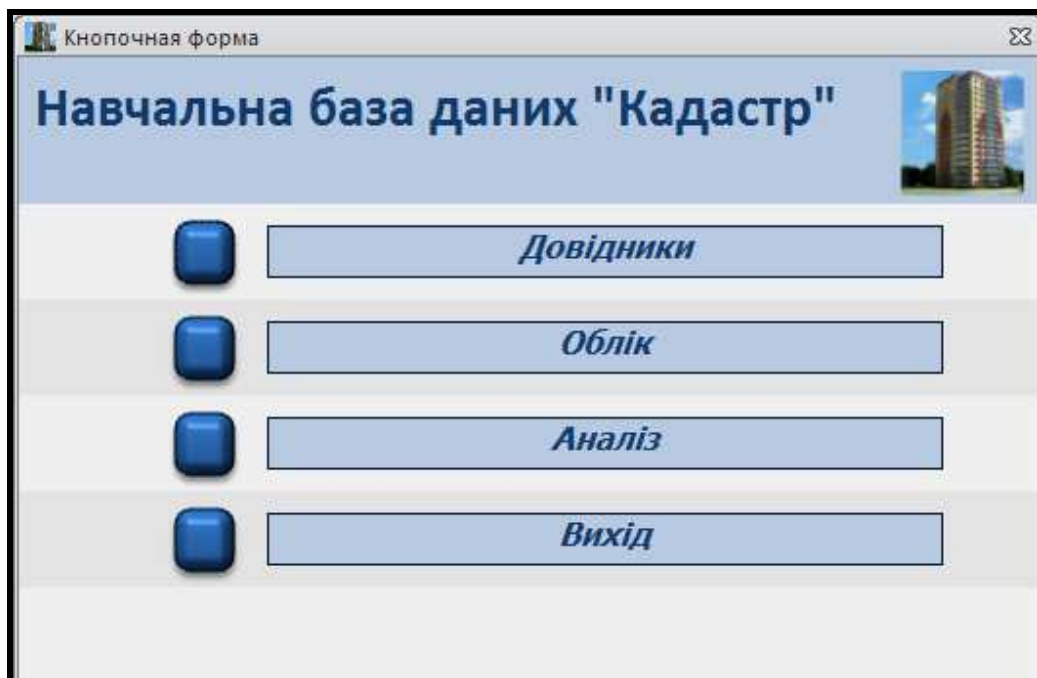 Кнопочная форма
Навчальна база даних "Кадастр"
Довідники
Облік
Аналіз
Вихід